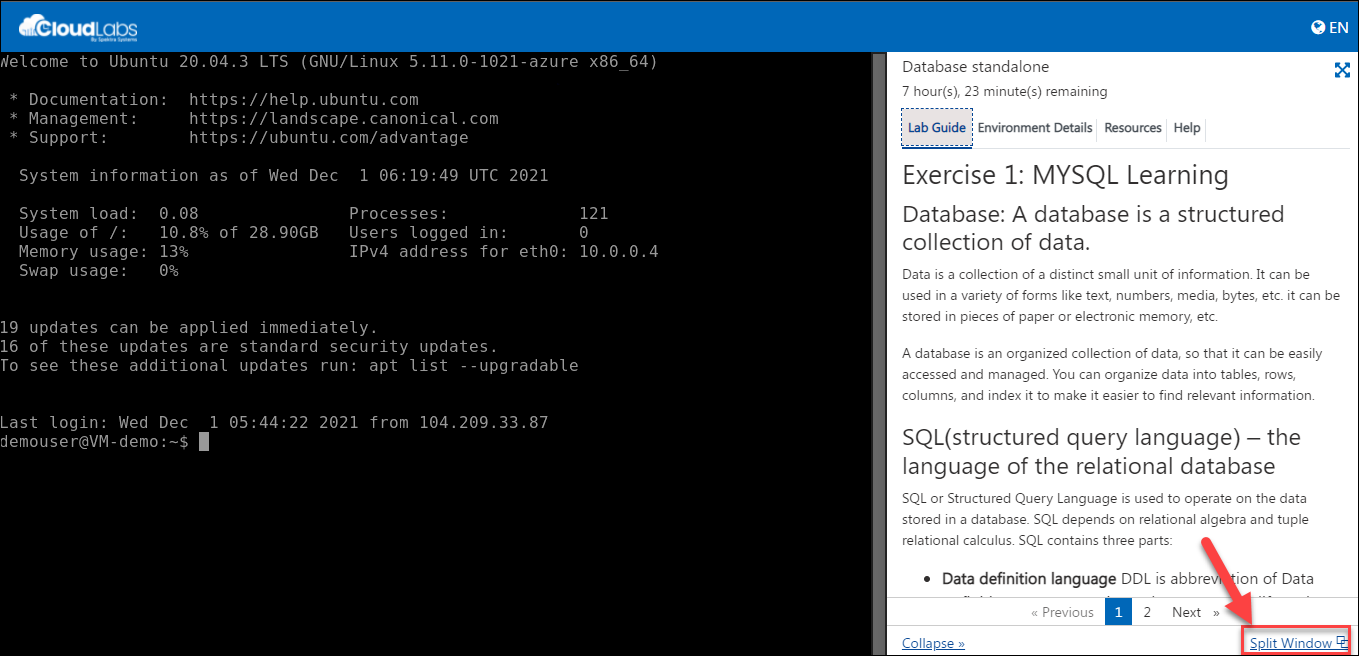 CloudLabs
By Spektra Systems
EN
Welcome to Ubuntu 20.04.3 LTS (GNU/Linux 5.11.0-1021-azure x86_64)
* Documentation: https://help.ubuntu.com
* Management: https://landscape.canonical.com
* Support: https://ubuntu.com/advantage
System information as of Wed Dec 1 06:19:49 UTC 2021
System load: 0.08 Processes: 121
Usage of /: 10.8% of 28.90GB Users logged in: 0
Memory usage: 13% IPv4 address for eth0: 10.0.0.4
Swap usage: 0%
19 updates can be applied immediately.
16 of these updates are standard security updates.
To see these additional updates run: apt list --upgradable
Last login: Wed Dec 1 05:44:22 2021 from 104.209.33.87
demouser@VM-demo:~$
Database standalone
7 hour(s), 23 minute(s) remaining
Lab Guide Environment Details Resources Help
Exercise 1: MYSQL Learning
Database: A database is a structured
collection of data.
Data is a collection of a distinct small unit of information. It can be
used in a variety of forms like text, numbers, media, bytes, etc. it can be
stored in pieces of paper or electronic memory, etc.
A database is an organized collection of data, so that it can be easily
accessed and managed. You can organize data into tables, rows,
columns, and index it to make it easier to find relevant information.
SQL(structured query language) – the
language of the relational database
SQL or Structured Query Language is used to operate on the data
stored in a database. SQL depends on relational algebra and tuple
relational calculus. SQL contains three parts:
• Data definition language DDL is abbreviation of Data
« Previous 1 2 Next »
Collapse » Split Window